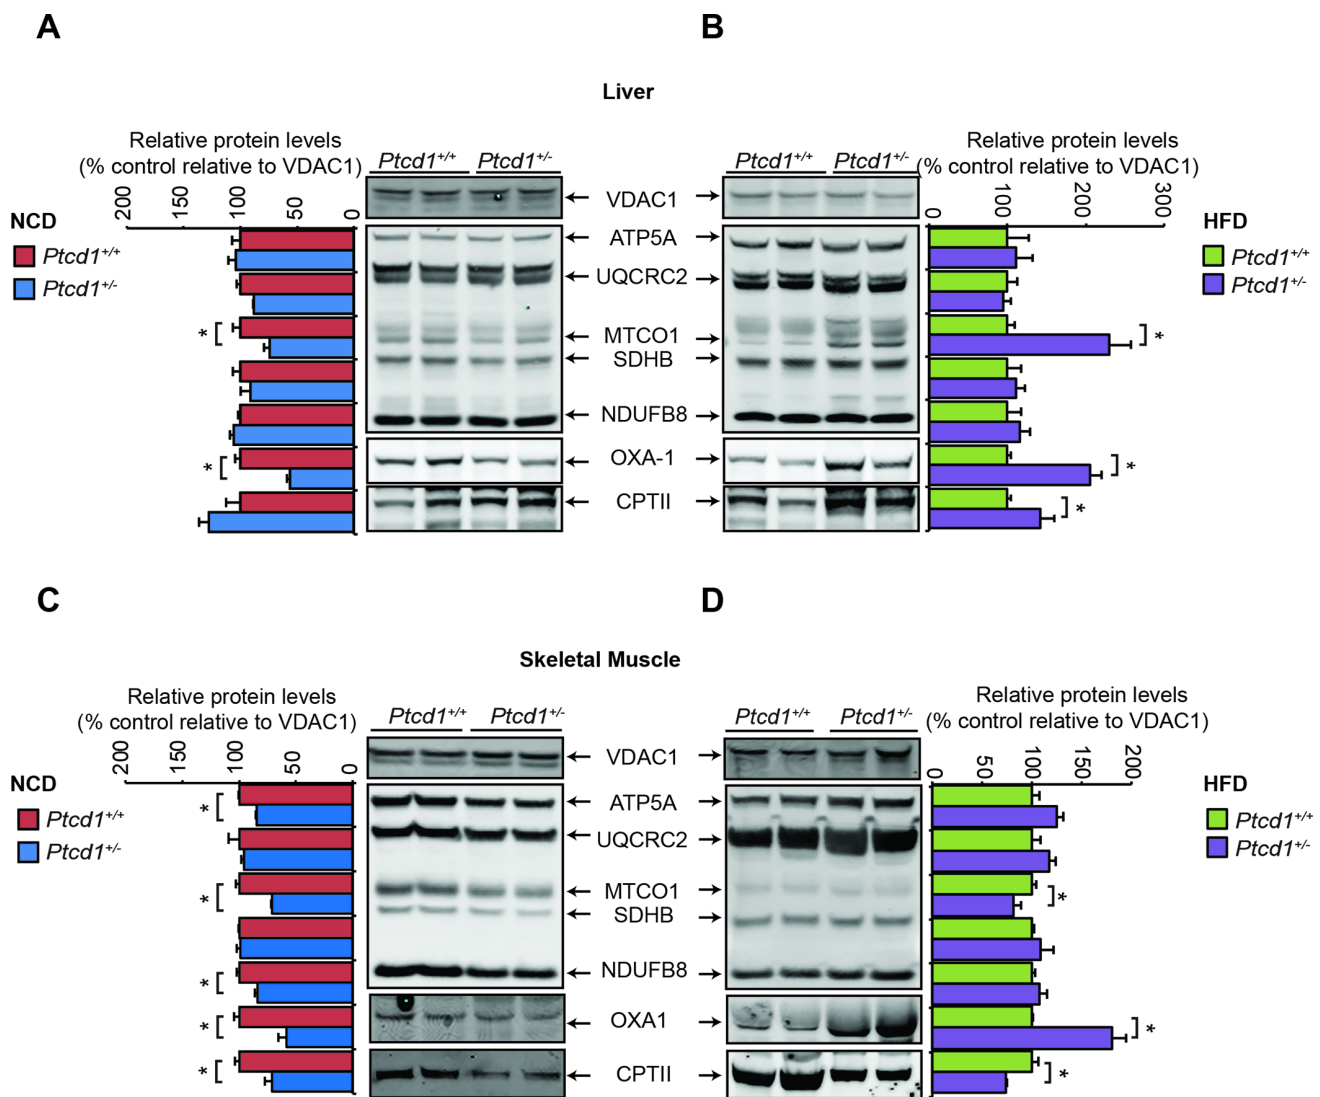 A
B
Liver
Relative protein levels
(% control relative to VDAC1)
200
150
100
50
0
NCD
Ptcd1+/+
Ptcd1+/-
Ptcd1+/+
Ptcd1+/-
VDAC1
ATP5A
UQCRC2
MTCO1
SDHB
NDUFB8
OXA-1
CPTII
*
*
Ptcd1+/+
Ptcd1+/-
Relative protein levels
(% control relative to VDAC1)
0
100
200
300
HFD
Ptcd1+/+
Ptcd1+/-
*
*
*
C
D
Skeletal Muscle
Relative protein levels
(% control relative to VDAC1)
200
150
100
50
0
NCD
Ptcd1+/+
Ptcd1+/-
Ptcd1+/+
Ptcd1+/-
VDAC1
ATP5A
UQCRC2
MTCO1
SDHB
NDUFB8
OXA1
CPTII
*
*
*
*
*
Ptcd1+/+
Ptcd1+/-
Relative protein levels
(% control relative to VDAC1)
0
50
100
150
200
HFD
Ptcd1+/+
Ptcd1+/-
*
*
*